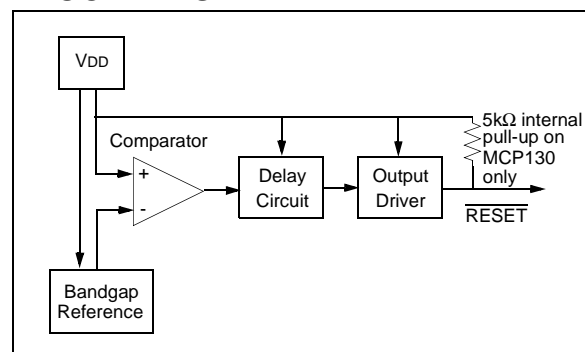 VDD
Comparator
5kΩ internal
pull-up on
MCP130
only
+
-
Delay
Circuit
Output
Driver
RESET
Bandgap
Reference